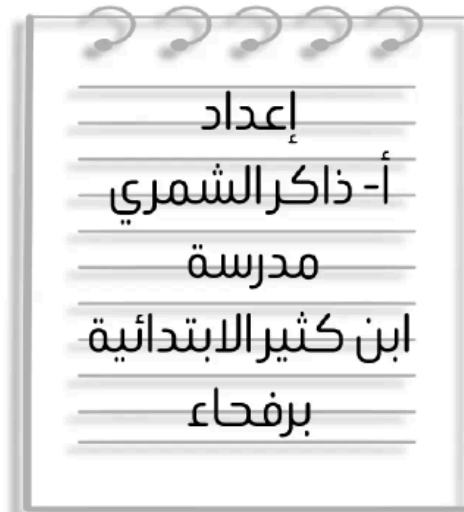 إعداد
أ- ذاكر الشمري
مدرسة
ابن كثير الابتدائية
برفحاء